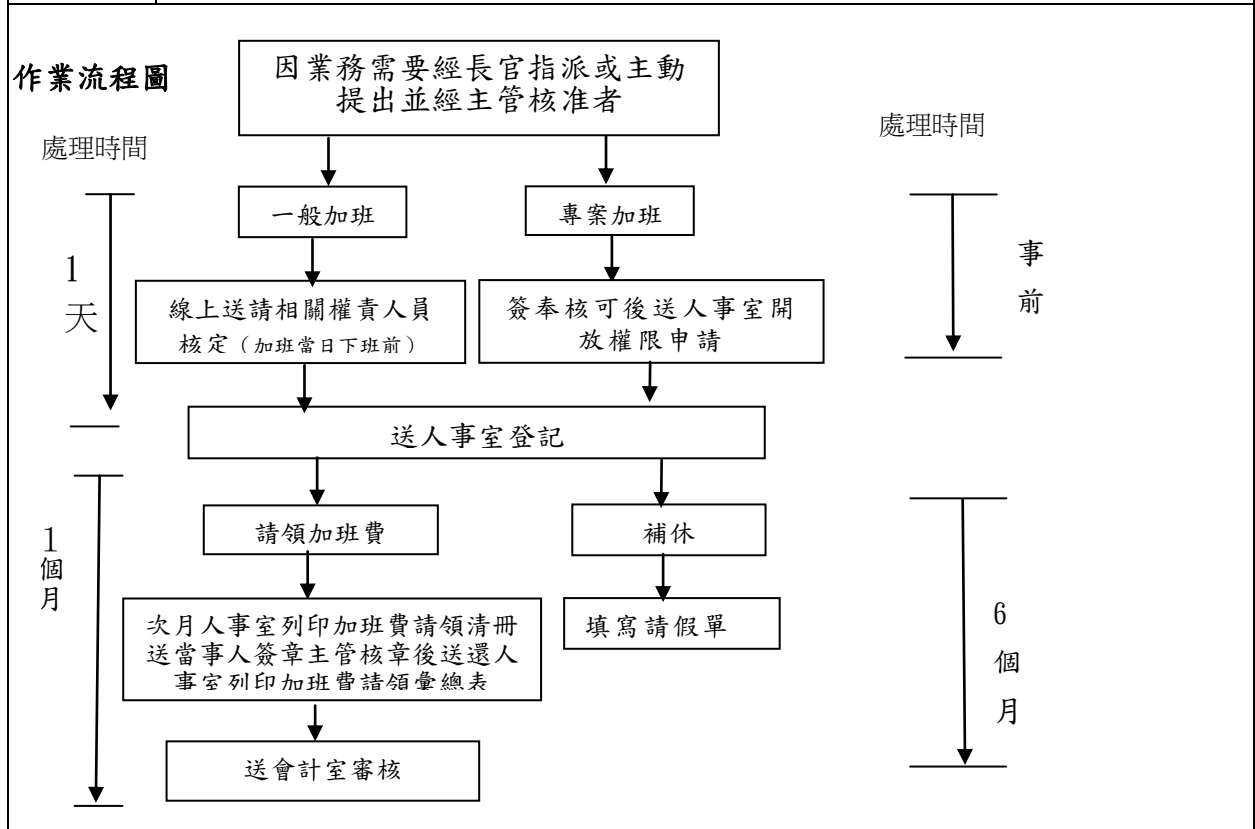 作業流程圖
因業務需要經長官指派或主動
提出並經主管核准者
處理時間
處理時間
一般加班
專案加班
1
天
事
前
線上送請相關權責人員
核定（加班當日下班前）
簽奉核可後送人事室開
放權限申請
送人事室登記
請領加班費
補休
1
個
月
次月人事室列印加班費請領清冊
送當事人簽章主管核章後送還人
事室列印加班費請領彙總表
填寫請假單
6
個
月
送會計室審核